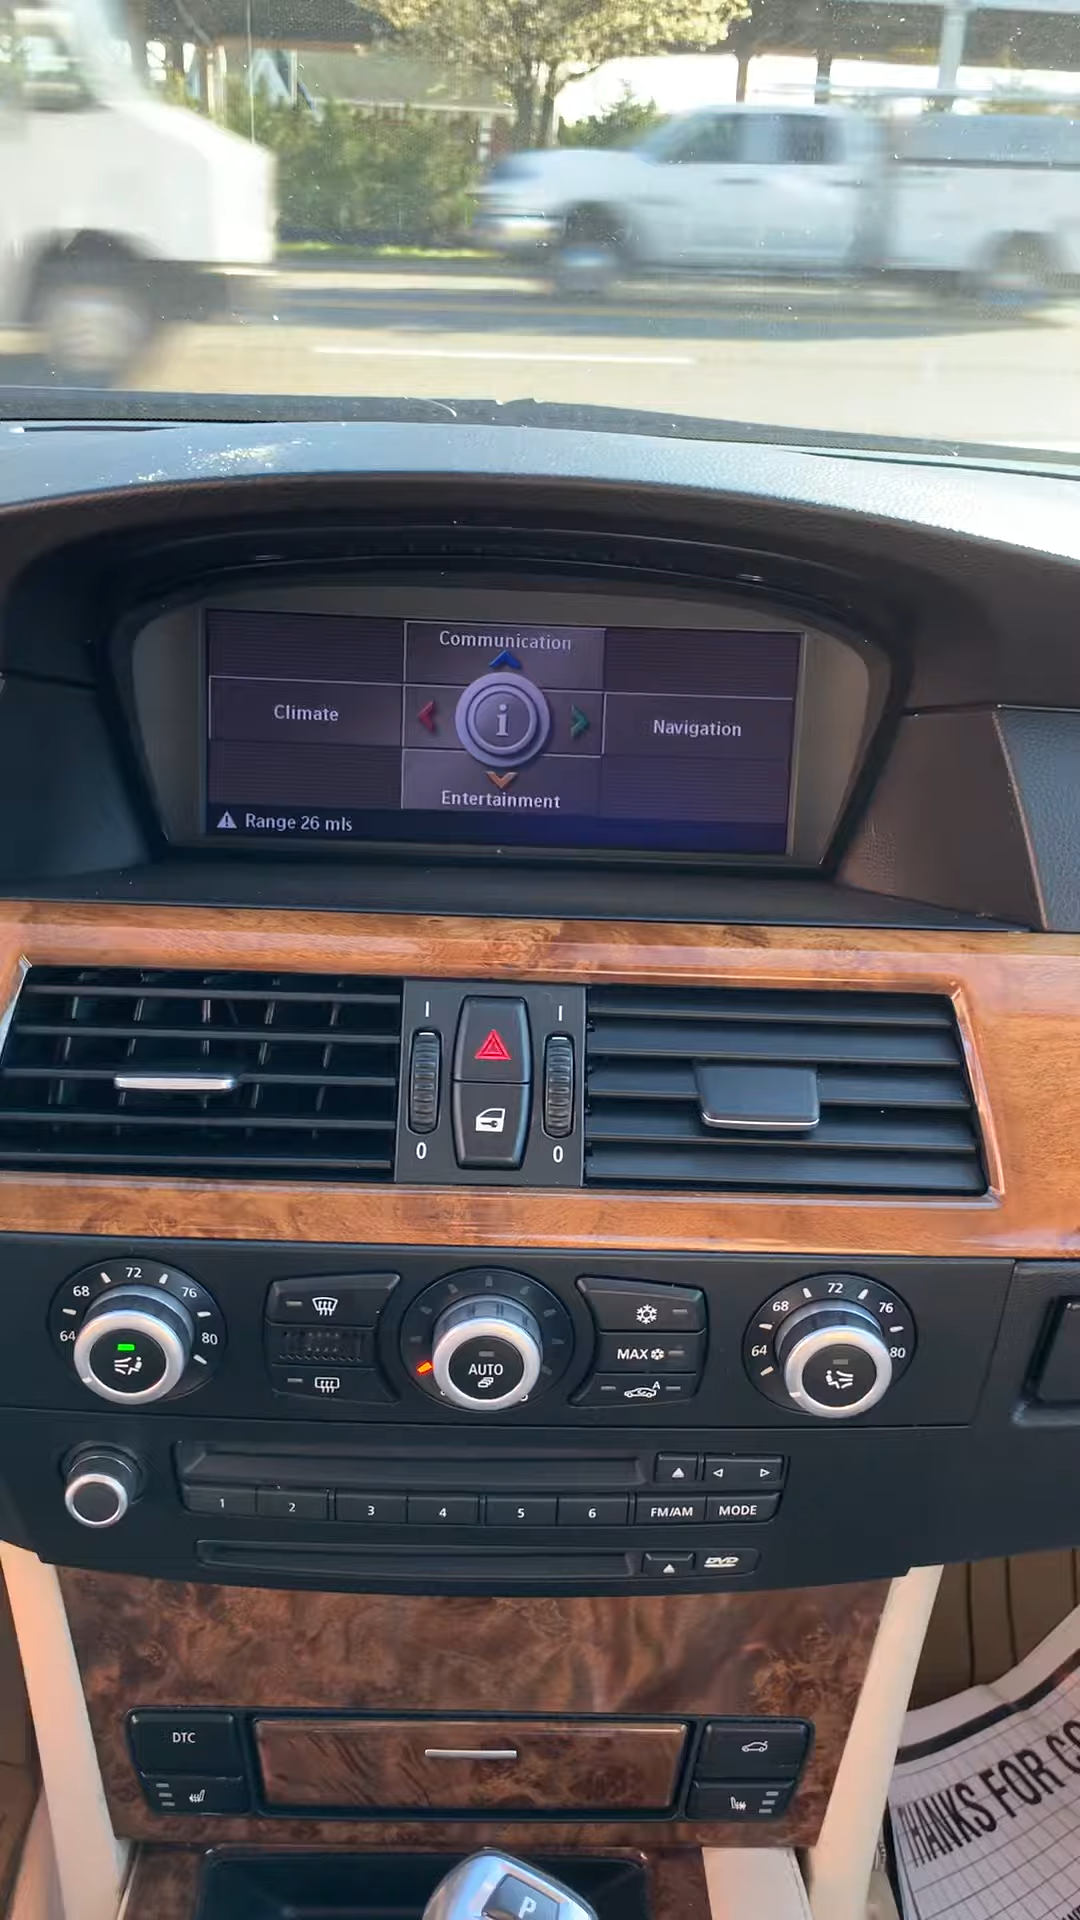 Communication
Climate
i
Navigation
Entertainment
Range 26 mls
I
I
0
0
64
68
72
76
80
AUTO
MAX
A
64
68
72
76
80
1
2
3
4
5
6
FM/AM
MODE
DVD
DTC
P
THANKS FOR